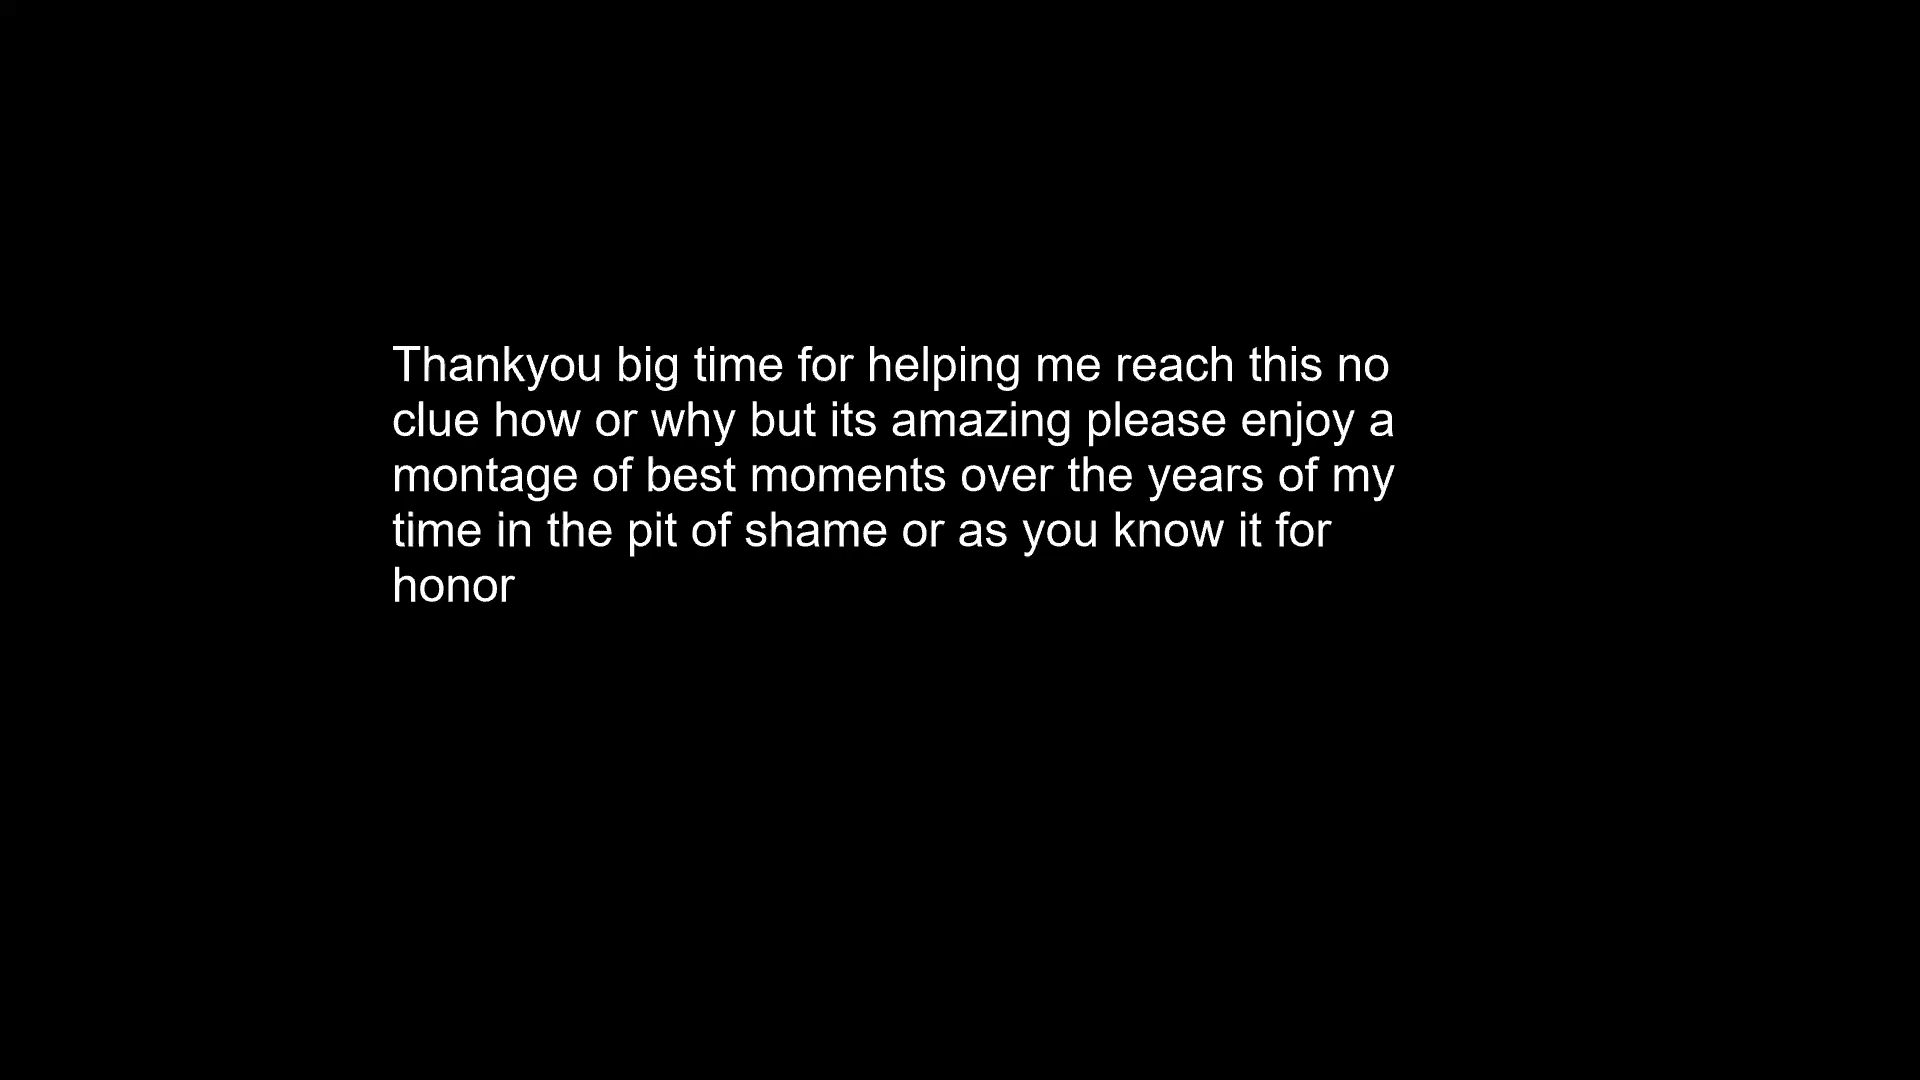 Thankyou big time for helping me reach this no
clue how or why but its amazing please enjoy a
montage of best moments over the years of my
time in the pit of shame or as you know it for
honor